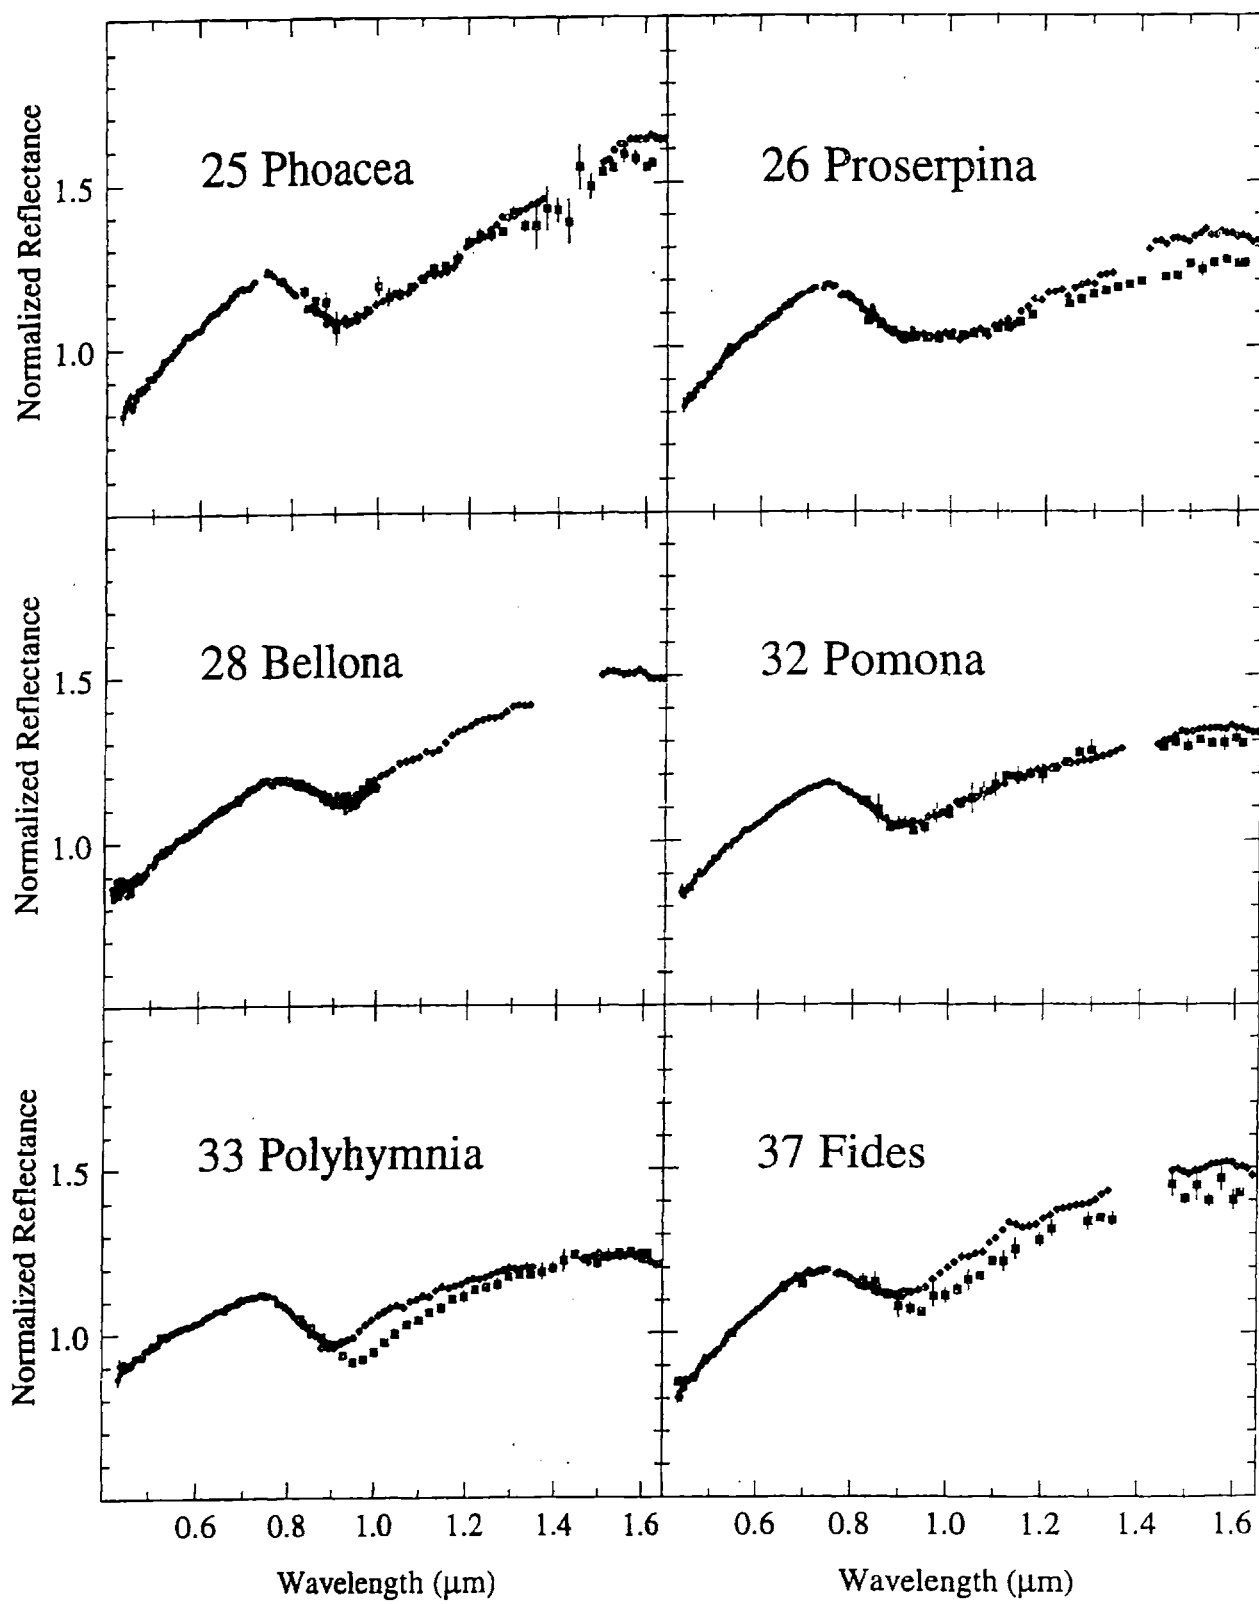 25 Phoacea
26 Proserpina
Normalized Reflectance
1.5
1.0
28 Bellona
32 Pomona
Normalized Reflectance
1.5
1.0
33 Polyhymnia
37 Fides
Normalized Reflectance
1.5
1.0
0.6 0.8 1.0 1.2 1.4 1.6
0.6 0.8 1.0 1.2 1.4 1.6
Wavelength (μm)
Wavelength (μm)